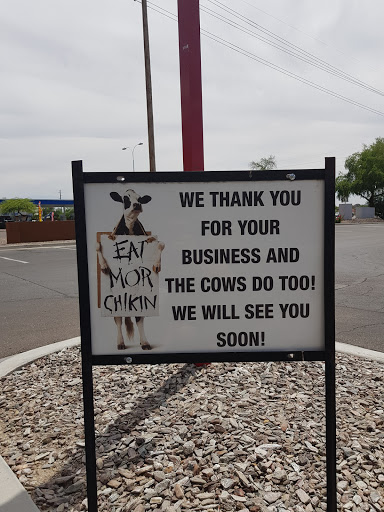 EAT
MOR
CHIKIN
WE THANK YOU
FOR YOUR
BUSINESS AND
THE COWS DO TOO!
WE WILL SEE YOU
SOON!